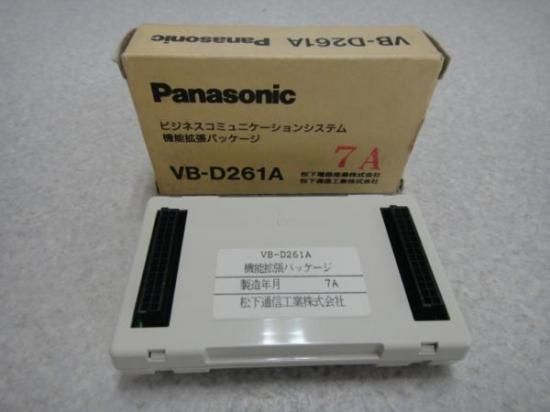 Panasonic VB-D261A
Panasonic
ビジネスコミュニケーションシステム
機能拡張パッケージ
7A
VB-D261A
松下電器産業株式会社
松下通信工業株式会社
VB-D261A
機能拡張パッケージ
製造年月 7A
松下通信工業株式会社